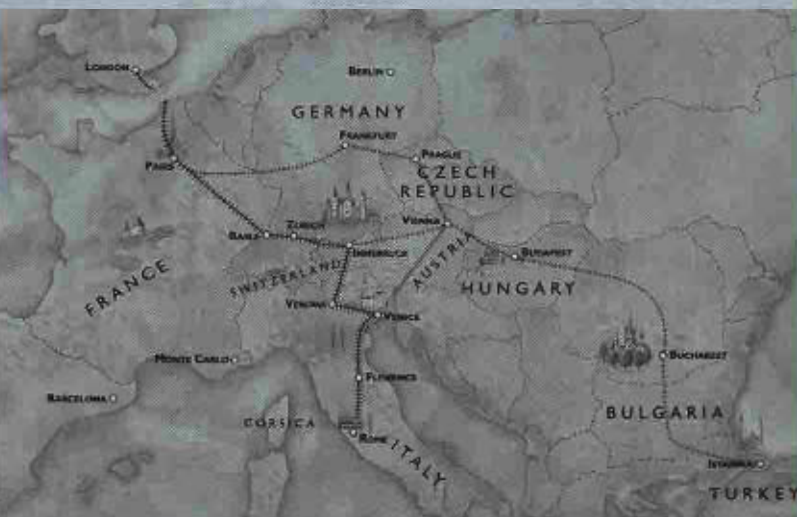 LONDON
BERLIN
GERMANY
FRANKFURT
PARIS
PRAGUE
CZECH
REPUBLIC
ZURICH
VIENNA
BASLE
INNSBRUCK
BUDAPEST
AUSTRIA
SWITZERLAND
FRANCE
HUNGARY
VERONA
VENICE
MONTE CARLO
BUCHAREST
FLORENCE
BARCELONA
BULGARIA
CORSICA
ROME
ITALY
ISTANBUL
TURKEY